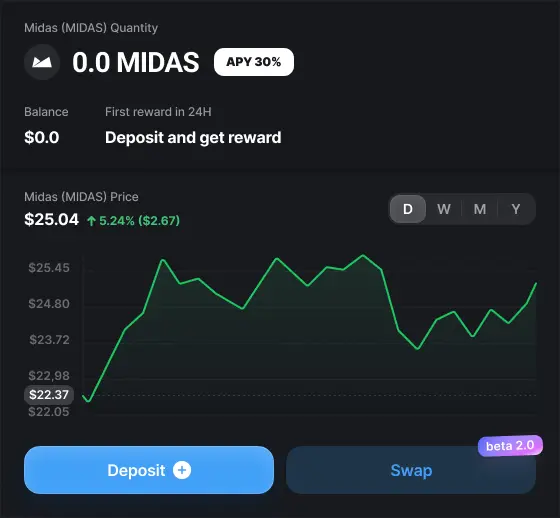 Midas (MIDAS) Quantity
0.0 MIDAS APY 30%
Balance First reward in 24H
$0.0 Deposit and get reward
Midas (MIDAS) Price
$25.04 ↑ 5.24% ($2.67) D W M Y
$25.45
$24.80
$23.72
$22,98
$22.37
$22.05
beta 2.0
Deposit + Swap